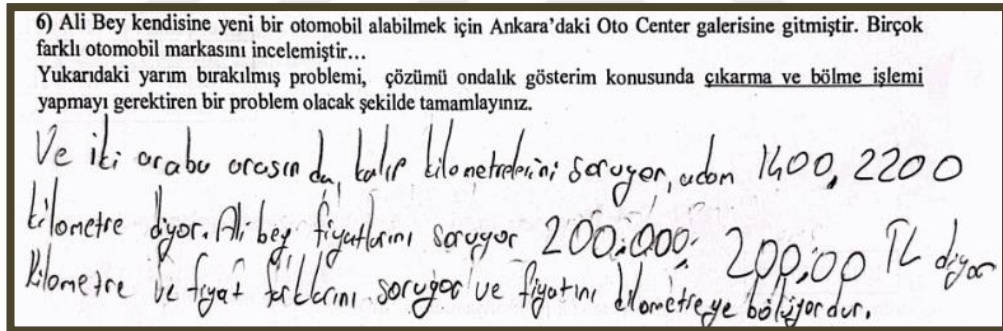 6) Ali Bey kendisine yeni bir otomobil alabilmek için Ankara'daki Oto Center galerisine gitmiştir. Birçok
farklı otomobil markasını incelemiştir...
Yukarıdaki yarım bırakılmış problemi, çözümü ondalık gösterim konusunda çıkarma ve bölme işlemi
yapmayı gerektiren bir problem olacak şekilde tamamlayınız.
Ve iki araba arasında kalıp kilometrelerini soruyor, adam 1400, 2200
kilometre diyor. Ali bey fiyatlarını soruyor 200.000, 200,00 TL diyor
Kilometre ve fiyat farklarını soruyor ve fiyatını kilometreye bölüyordur.